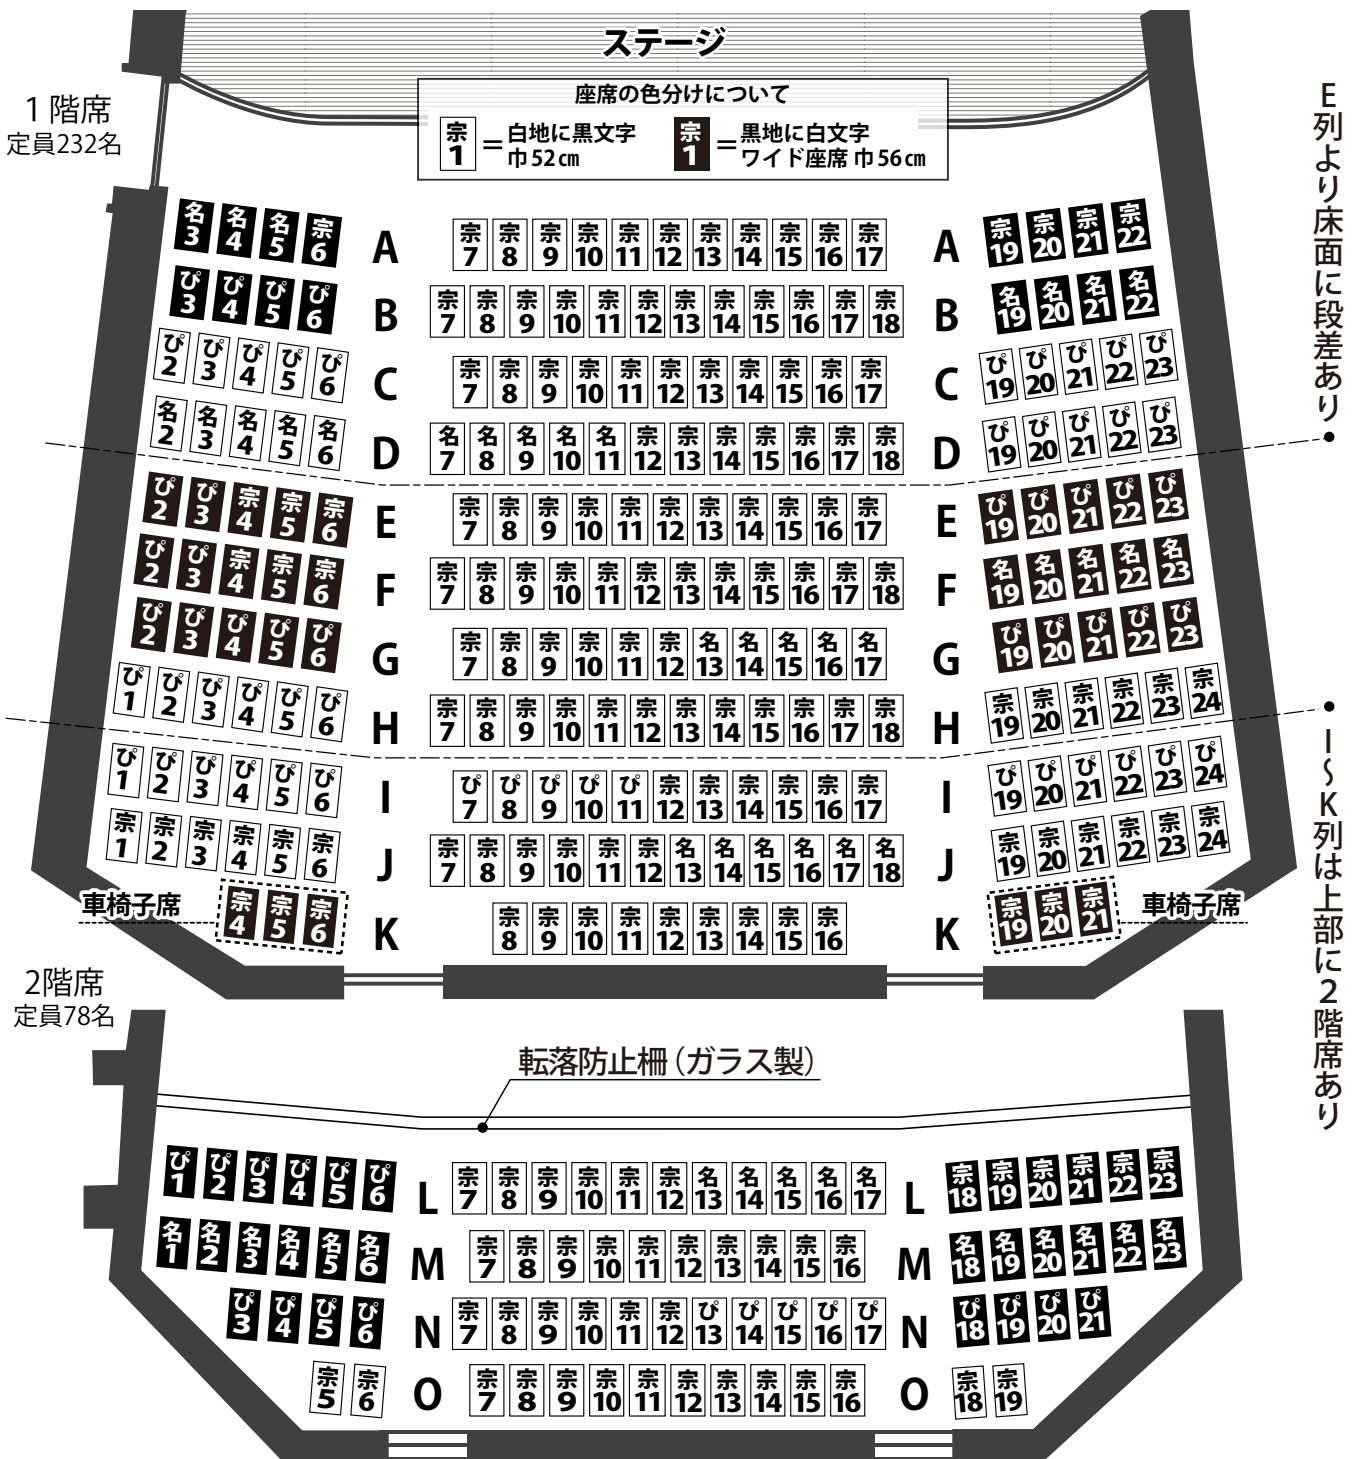 ステージ
座席の色分けについて
宗1 ＝白地に黒文字 巾52㎝
宗1 ＝黒地に白文字 ワイド座席 巾56㎝
1階席
定員232名
E列より床面に段差あり
I〜K列は上部に2階席あり
名3 名4 名5 宗6 A 宗7 宗8 宗9 宗10 宗11 宗12 宗13 宗14 宗15 宗16 宗17 A 宗19 宗20 宗21 宗22
ぴ3 ぴ4 ぴ5 ぴ6 B 宗7 宗8 宗9 宗10 宗11 宗12 宗13 宗14 宗15 宗16 宗17 宗18 B 名19 名20 名21 名22
ぴ2 ぴ3 ぴ4 ぴ5 ぴ6 C 宗7 宗8 宗9 宗10 宗11 宗12 宗13 宗14 宗15 宗16 宗17 C ぴ19 ぴ20 ぴ21 ぴ22 ぴ23
名2 名3 名4 名5 名6 D 名7 名8 名9 名10 名11 宗12 宗13 宗14 宗15 宗16 宗17 宗18 D ぴ19 ぴ20 ぴ21 ぴ22 ぴ23
ぴ2 ぴ3 宗4 宗5 宗6 E 宗7 宗8 宗9 宗10 宗11 宗12 宗13 宗14 宗15 宗16 宗17 E ぴ19 ぴ20 ぴ21 ぴ22 ぴ23
ぴ2 ぴ3 宗4 宗5 宗6 F 宗7 宗8 宗9 宗10 宗11 宗12 宗13 宗14 宗15 宗16 宗17 宗18 F 名19 名20 名21 名22 名23
ぴ2 ぴ3 ぴ4 ぴ5 ぴ6 G 宗7 宗8 宗9 宗10 宗11 宗12 名13 名14 名15 名16 名17 G ぴ19 ぴ20 ぴ21 ぴ22 ぴ23
ぴ1 ぴ2 ぴ3 ぴ4 ぴ5 ぴ6 H 宗7 宗8 宗9 宗10 宗11 宗12 宗13 宗14 宗15 宗16 宗17 宗18 H 宗19 宗20 宗21 宗22 宗23 宗24
ぴ1 ぴ2 ぴ3 ぴ4 ぴ5 ぴ6 I ぴ7 ぴ8 ぴ9 ぴ10 ぴ11 宗12 宗13 宗14 宗15 宗16 宗17 I ぴ19 ぴ20 ぴ21 ぴ22 ぴ23 ぴ24
宗1 宗2 宗3 宗4 宗5 宗6 J 宗7 宗8 宗9 宗10 宗11 宗12 名13 名14 名15 名16 名17 名18 J 宗19 宗20 宗21 宗22 宗23 宗24
車椅子席 宗4 宗5 宗6 K 宗8 宗9 宗10 宗11 宗12 宗13 宗14 宗15 宗16 K 宗19 宗20 宗21 車椅子席
2階席
定員78名
転落防止柵（ガラス製）
ぴ1 ぴ2 ぴ3 ぴ4 ぴ5 ぴ6 L 宗7 宗8 宗9 宗10 宗11 宗12 名13 名14 名15 名16 名17 L 宗18 宗19 宗20 宗21 宗22 宗23
名1 名2 名3 名4 名5 名6 M 宗7 宗8 宗9 宗10 宗11 宗12 宗13 宗14 宗15 宗16 M 名18 名19 名20 名21 名22 名23
ぴ3 ぴ4 ぴ5 ぴ6 N 宗7 宗8 宗9 宗10 宗11 宗12 ぴ13 ぴ14 ぴ15 ぴ16 ぴ17 N ぴ18 ぴ19 ぴ20 ぴ21
宗5 宗6 O 宗7 宗8 宗9 宗10 宗11 宗12 宗13 宗14 宗15 宗16 O 宗18 宗19